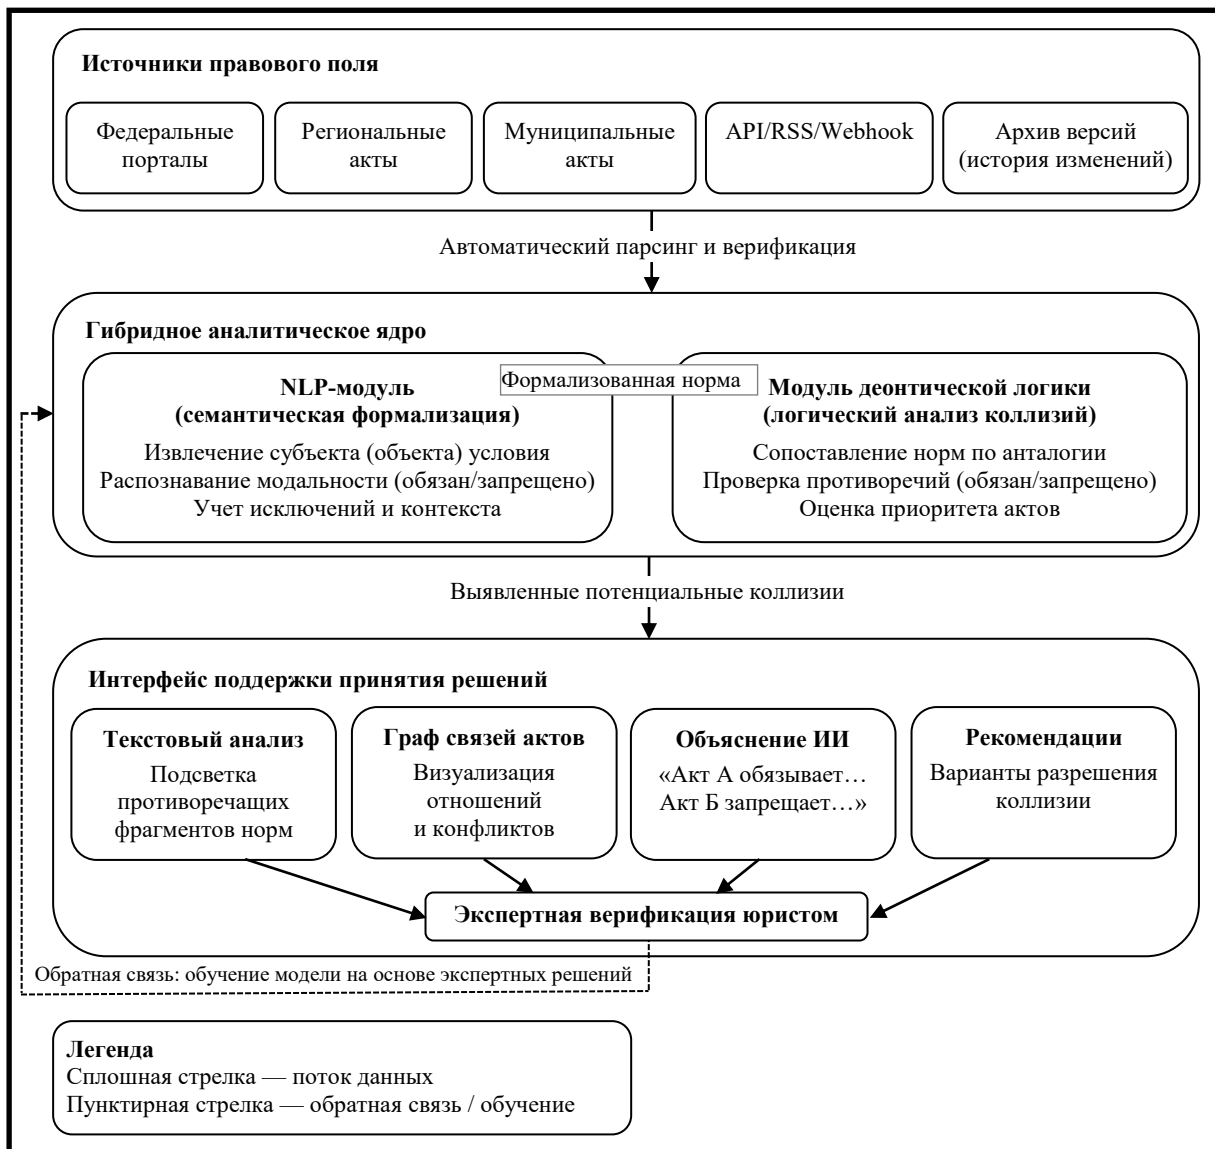 Источники правового поля
Федеральные
порталы
Региональные
акты
Муниципальные
акты
API/RSS/Webhook
Архив версий
(история изменений)
Автоматический парсинг и верификация
Гибридное аналитическое ядро
NLP-модуль
(семантическая формализация)
Извлечение субъекта (объекта) условия
Распознавание модальности (обязан/запрещено)
Учет исключений и контекста
Формализованная норма
Модуль деонтической логики
(логический анализ коллизий)
Сопоставление норм по анталогии
Проверка противоречий (обязан/запрещено)
Оценка приоритета актов
Выявленные потенциальные коллизии
Интерфейс поддержки принятия решений
Текстовый анализ
Подсветка
противоречащих
фрагментов норм
Граф связей актов
Визуализация
отношений
и конфликтов
Объяснение ИИ
«Акт А обязывает…
Акт Б запрещает…»
Рекомендации
Варианты разрешения
коллизии
Экспертная верификация юристом
Обратная связь: обучение модели на основе экспертных решений
Легенда
Сплошная стрелка — поток данных
Пунктирная стрелка — обратная связь / обучение